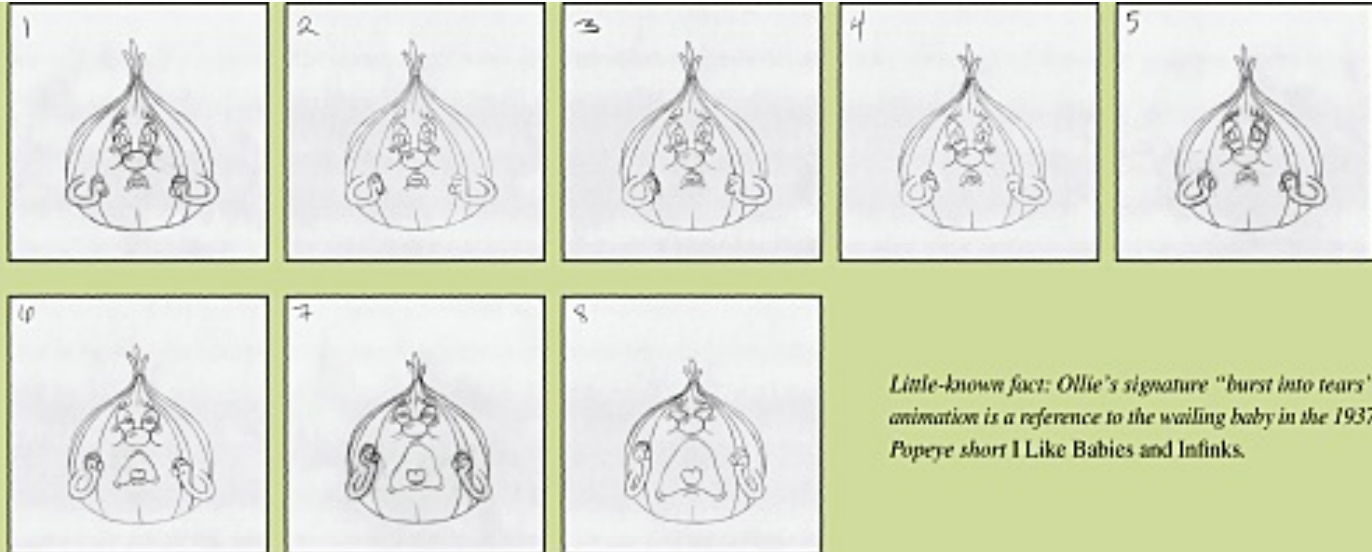 1
2
3
4
5
6
7
8
Little-known fact: Ollie's signature "burst into tears"
animation is a reference to the wailing baby in the 1937
Popeye short I Like Babies and Infinks.